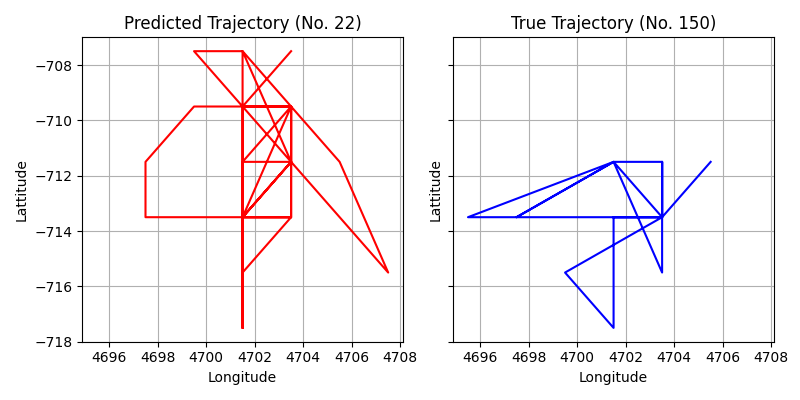 Predicted Trajectory (No. 22)
True Trajectory (No. 150)
Lattitude
−708
−710
−712
−714
−716
−718
4696 4698 4700 4702 4704 4706 4708
Longitude
Lattitude
4696 4698 4700 4702 4704 4706 4708
Longitude